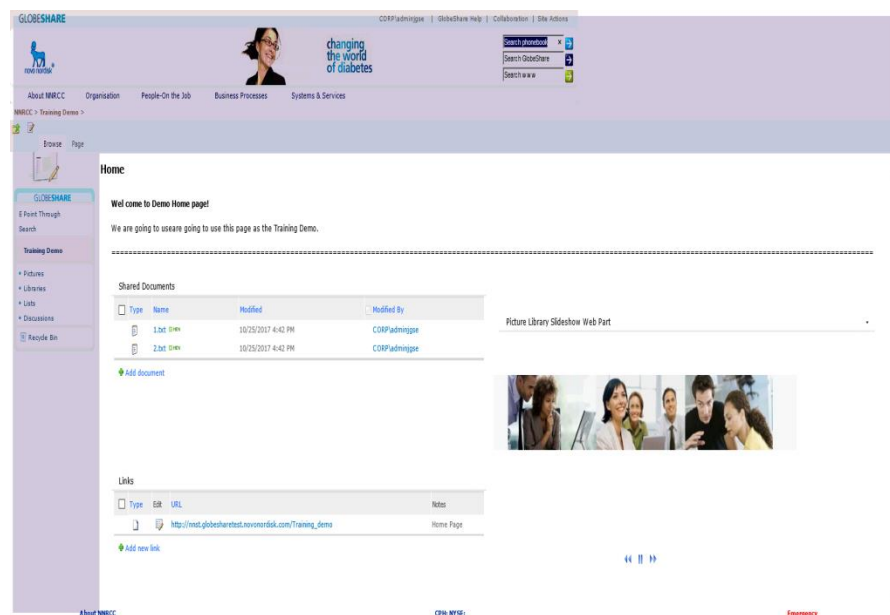 GLOBESHARE
CORP\adminjgse | GlobeShare Help | Collaboration | Site Actions
novo nordisk
changing
the world
of diabetes
Search phonebook x
Search GlobeShare
Search w w w
About NNRCC Organisation People-On the Job Business Processes Systems & Services
NNRCC > Training Demo >
Browse Page
Home
GLOBESHARE
E Point Through
Search
Training Demo
Pictures
Libraries
Lists
Discussions
Recycle Bin
Wel come to Demo Home page!
We are going to useare going to use this page as the Training Demo.
Shared Documents
Type Name Modified Modified By
1.txt 10/25/2017 4:42 PM CORP\adminjgse
2.txt 10/25/2017 4:42 PM CORP\adminjgse
Add document
Picture Library Slideshow Web Part
Links
Type Edit URL Notes
http://nnst.globesharetest.novonordisk.com/Training_demo Home Page
Add new link
About NNRCC CPH: NYSE: Emergency